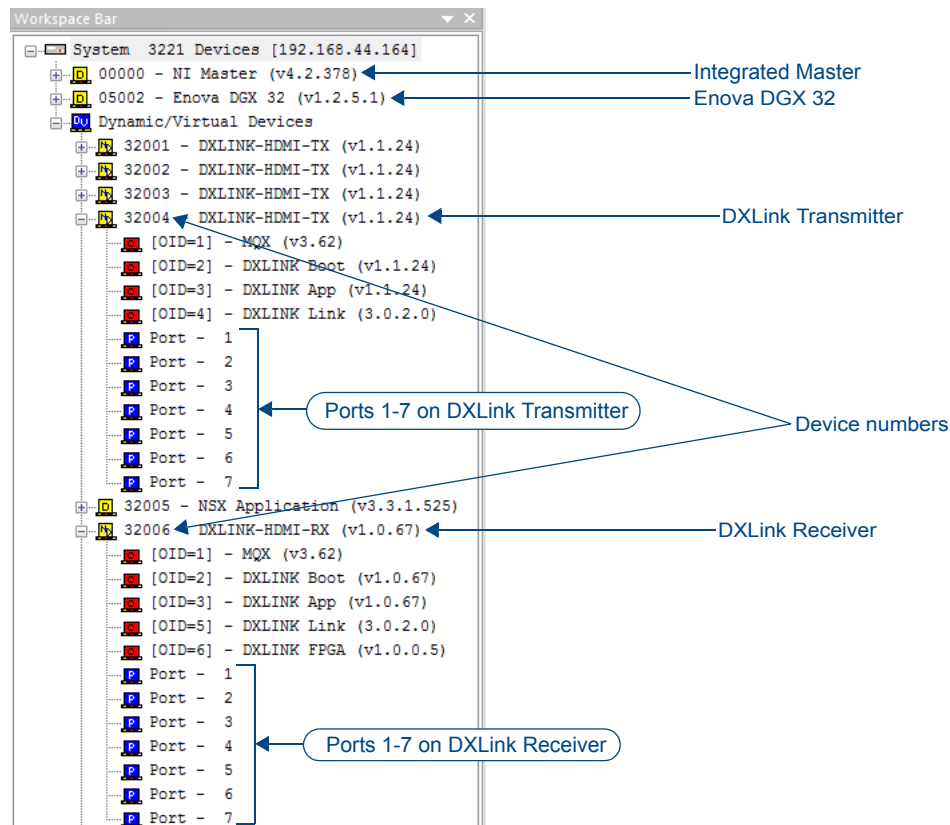 Workspace Bar
System 3221 Devices [192.168.44.164]
00000 - NI Master (v4.2.378) Integrated Master
05002 - Enova DGX 32 (v1.2.5.1) Enova DGX 32
Dynamic/Virtual Devices
32001 - DXLINK-HDMI-TX (v1.1.24)
32002 - DXLINK-HDMI-TX (v1.1.24)
32003 - DXLINK-HDMI-TX (v1.1.24)
32004 - DXLINK-HDMI-TX (v1.1.24) DXLink Transmitter
[OID=1] - MQX (v3.62)
[OID=2] - DXLINK Boot (v1.1.24)
[OID=3] - DXLINK App (v1.1.24)
[OID=4] - DXLINK Link (3.0.2.0)
Port - 1
Port - 2
Port - 3
Port - 4 Ports 1-7 on DXLink Transmitter
Port - 5 Device numbers
Port - 6
Port - 7
32005 - NSX Application (v3.3.1.525)
32006 - DXLINK-HDMI-RX (v1.0.67) DXLink Receiver
[OID=1] - MQX (v3.62)
[OID=2] - DXLINK Boot (v1.0.67)
[OID=3] - DXLINK App (v1.0.67)
[OID=5] - DXLINK Link (3.0.2.0)
[OID=6] - DXLINK FPGA (v1.0.0.5)
Port - 1
Port - 2
Port - 3
Port - 4 Ports 1-7 on DXLink Receiver
Port - 5
Port - 6
Port - 7